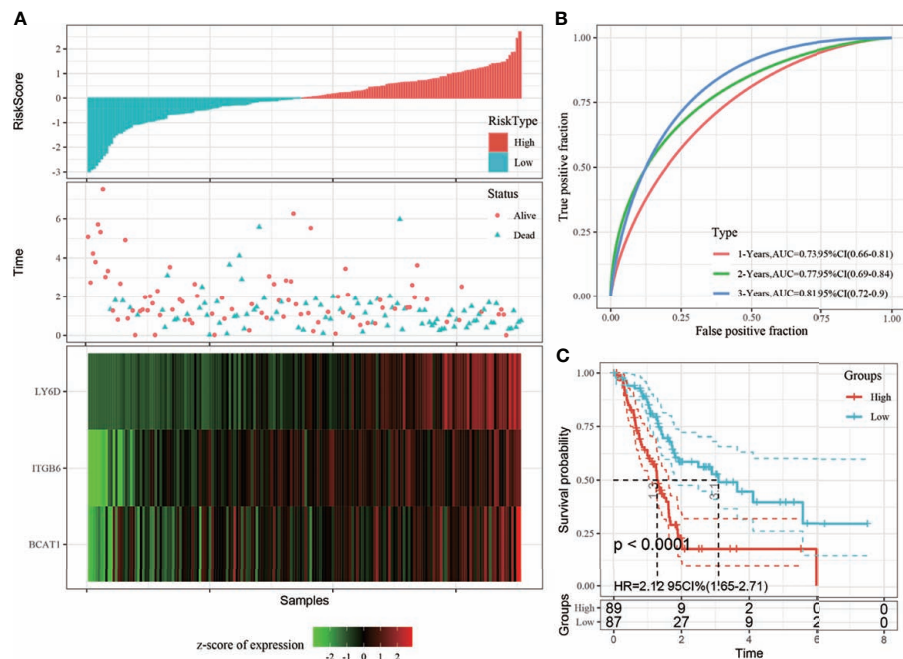 A
RiskScore
2
1
0
-1
-2
-3
RiskType
High
Low
Time
6
4
2
0
Status
Alive
Dead
LY6D
ITGB6
BCAT1
Samples
z-score of expression
-2 -1 0 1 2
B
True positive fraction
1.00
0.75
0.50
0.25
0.00
Type
1-Years,AUC=0.7395%CI(0.66-0.81)
2-Years,AUC=0.7795%CI(0.69-0.84)
3-Years,AUC=0.8195%CI(0.72-0.9)
0.00 0.25 0.50 0.75 1.00
False positive fraction
C
Survival probability
1.00
0.75
0.50
0.25
0.00
Groups
High
Low
1.3
p < 0.0001
HR=2.12 95CI%(1.65-2.71)
Groups
High 89 9 2 0 0
Low 87 27 9 2 0
0 2 4 6 8
Time